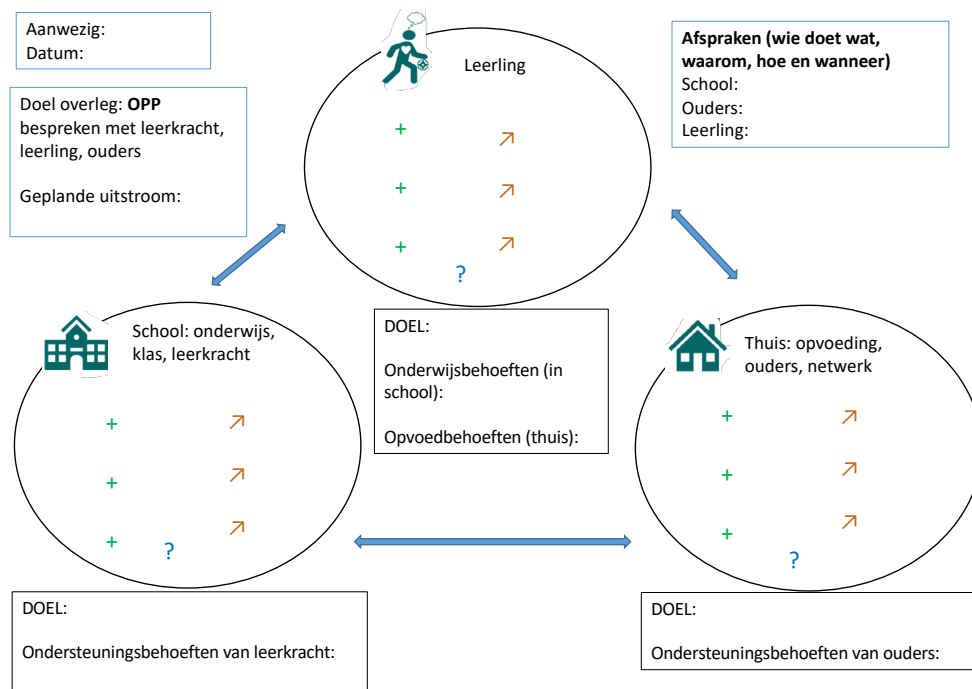 Aanwezig:
Datum:
Doel overleg: OPP
bespreken met leerkracht,
leerling, ouders
Geplande uitstroom:
Leerling
+ ↗
+ ↗
+ ↗
?
Afspraken (wie doet wat,
waarom, hoe en wanneer)
School:
Ouders:
Leerling:
School: onderwijs,
klas, leerkracht
+ ↗
+ ↗
+ ↗
?
DOEL:
Onderwijsbehoeften (in
school):
Opvoedbehoeften (thuis):
Thuis: opvoeding,
ouders, netwerk
+ ↗
+ ↗
+ ↗
?
DOEL:
Ondersteuningsbehoeften van leerkracht:
DOEL:
Ondersteuningsbehoeften van ouders: